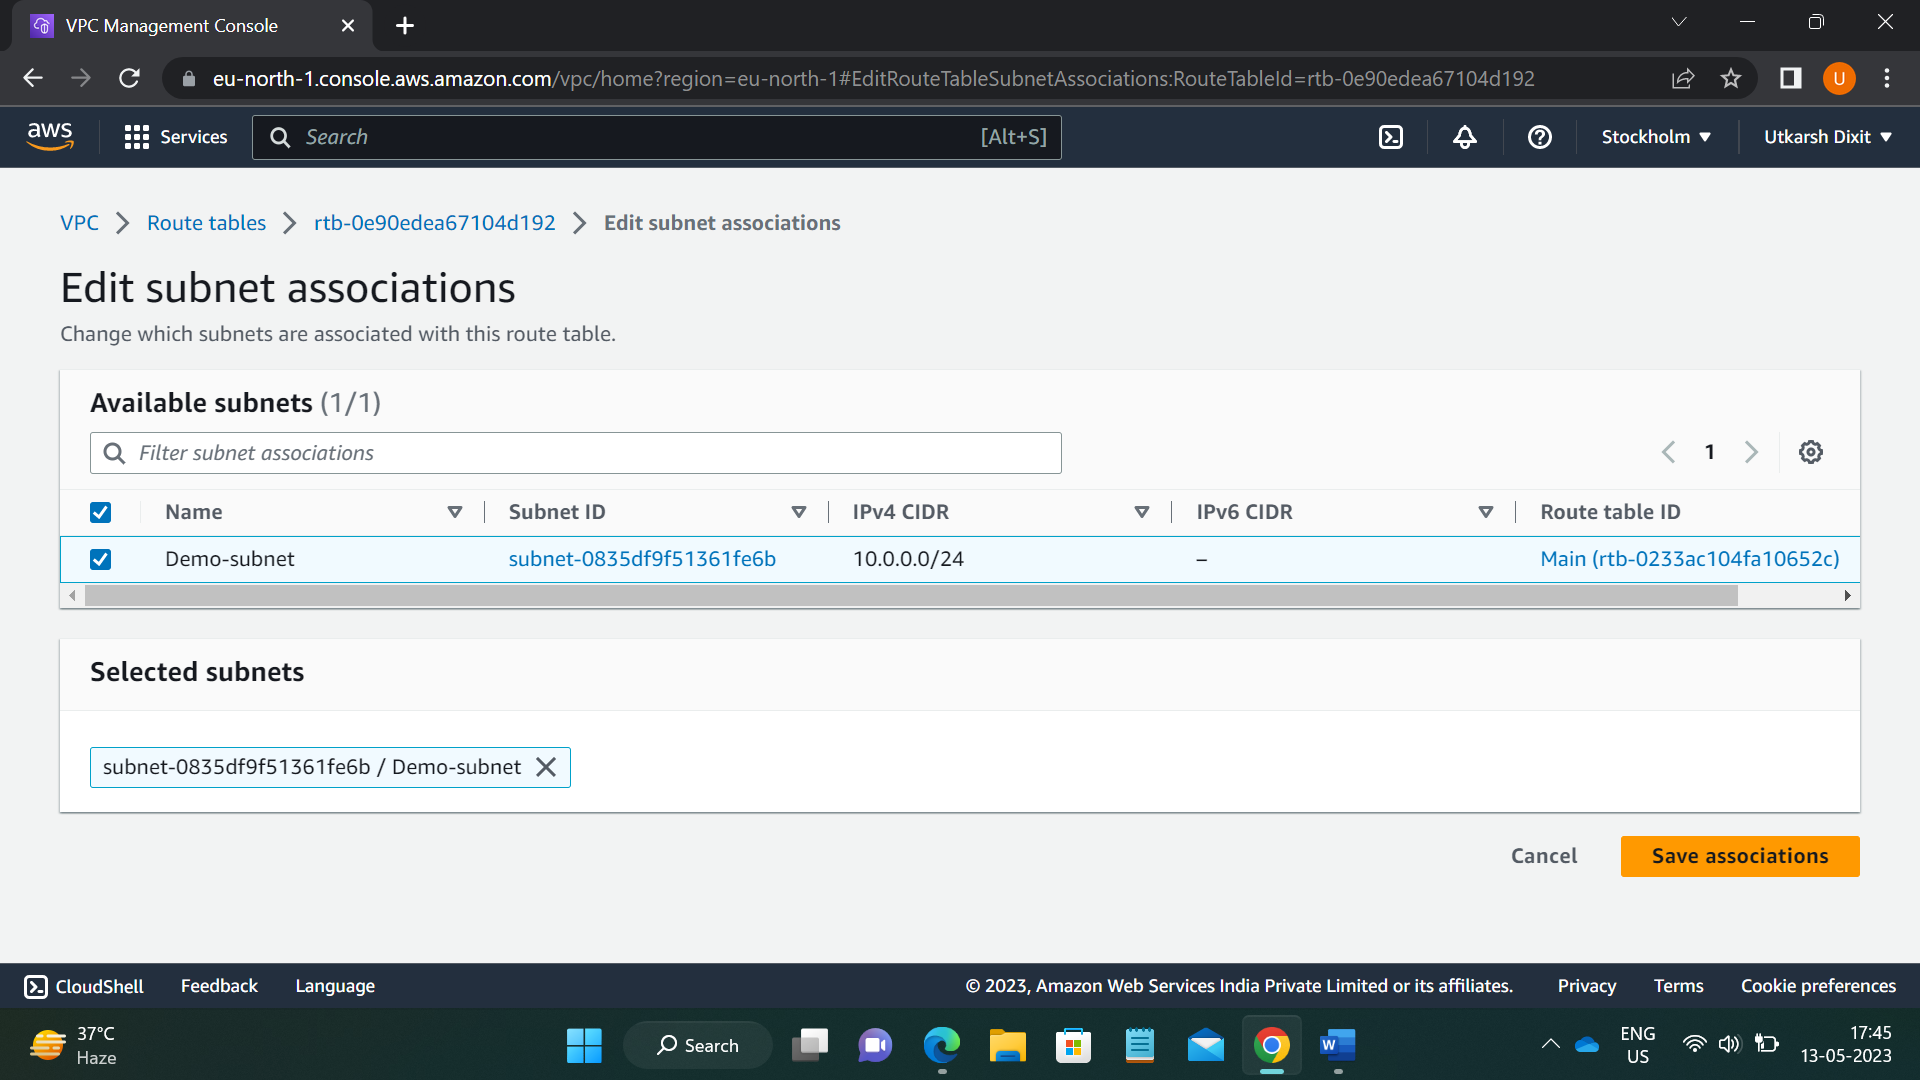 VPC Management Console
eu-north-1.console.aws.amazon.com/vpc/home?region=eu-north-1#EditRouteTableSubnetAssociations:RouteTableId=rtb-0e90edea67104d192
U
aws
Services
Search
[Alt+S]
Stockholm
Utkarsh Dixit
VPC
Route tables
rtb-0e90edea67104d192
Edit subnet associations
Edit subnet associations
Change which subnets are associated with this route table.
Available subnets (1/1)
Filter subnet associations
1
Name
Subnet ID
IPv4 CIDR
IPv6 CIDR
Route table ID
Demo-subnet
subnet-0835df9f51361fe6b
10.0.0.0/24
–
Main (rtb-0233ac104fa10652c)
Selected subnets
subnet-0835df9f51361fe6b / Demo-subnet
Cancel
Save associations
CloudShell
Feedback
Language
© 2023, Amazon Web Services India Private Limited or its affiliates.
Privacy
Terms
Cookie preferences
37°C
Haze
Search
W
ENG
US
17:45
13-05-2023